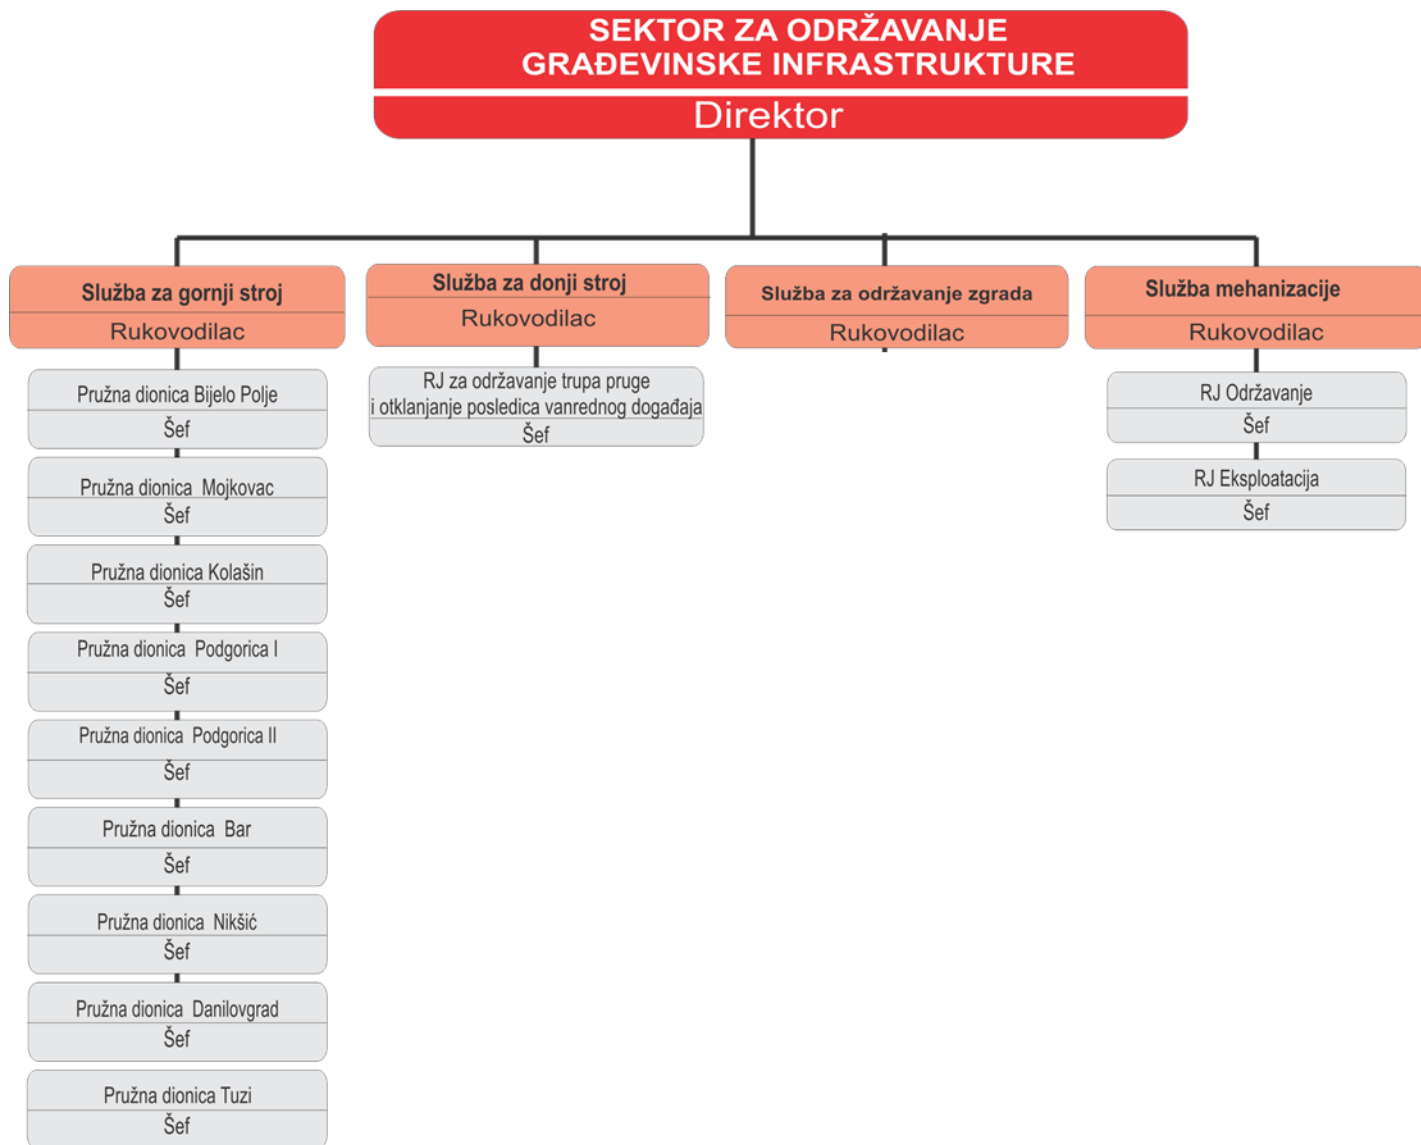 SEKTOR ZA ODRŽAVANJE
GRAĐEVINSKE INFRASTRUKTURE
Direktor
Služba za gornji stroj
Rukovodilac
Pružna dionica Bijelo Polje
Šef
Pružna dionica Mojkovac
Šef
Pružna dionica Kolašin
Šef
Pružna dionica Podgorica I
Šef
Pružna dionica Podgorica II
Šef
Pružna dionica Bar
Šef
Pružna dionica Nikšić
Šef
Pružna dionica Danilovgrad
Šef
Pružna dionica Tuzi
Šef
Služba za donji stroj
Rukovodilac
RJ za održavanje trupa pruge
i otklanjanje posledica vanrednog događaja
Šef
Služba za održavanje zgrada
Rukovodilac
Služba mehanizacije
Rukovodilac
RJ Održavanje
Šef
RJ Eksploatacija
Šef